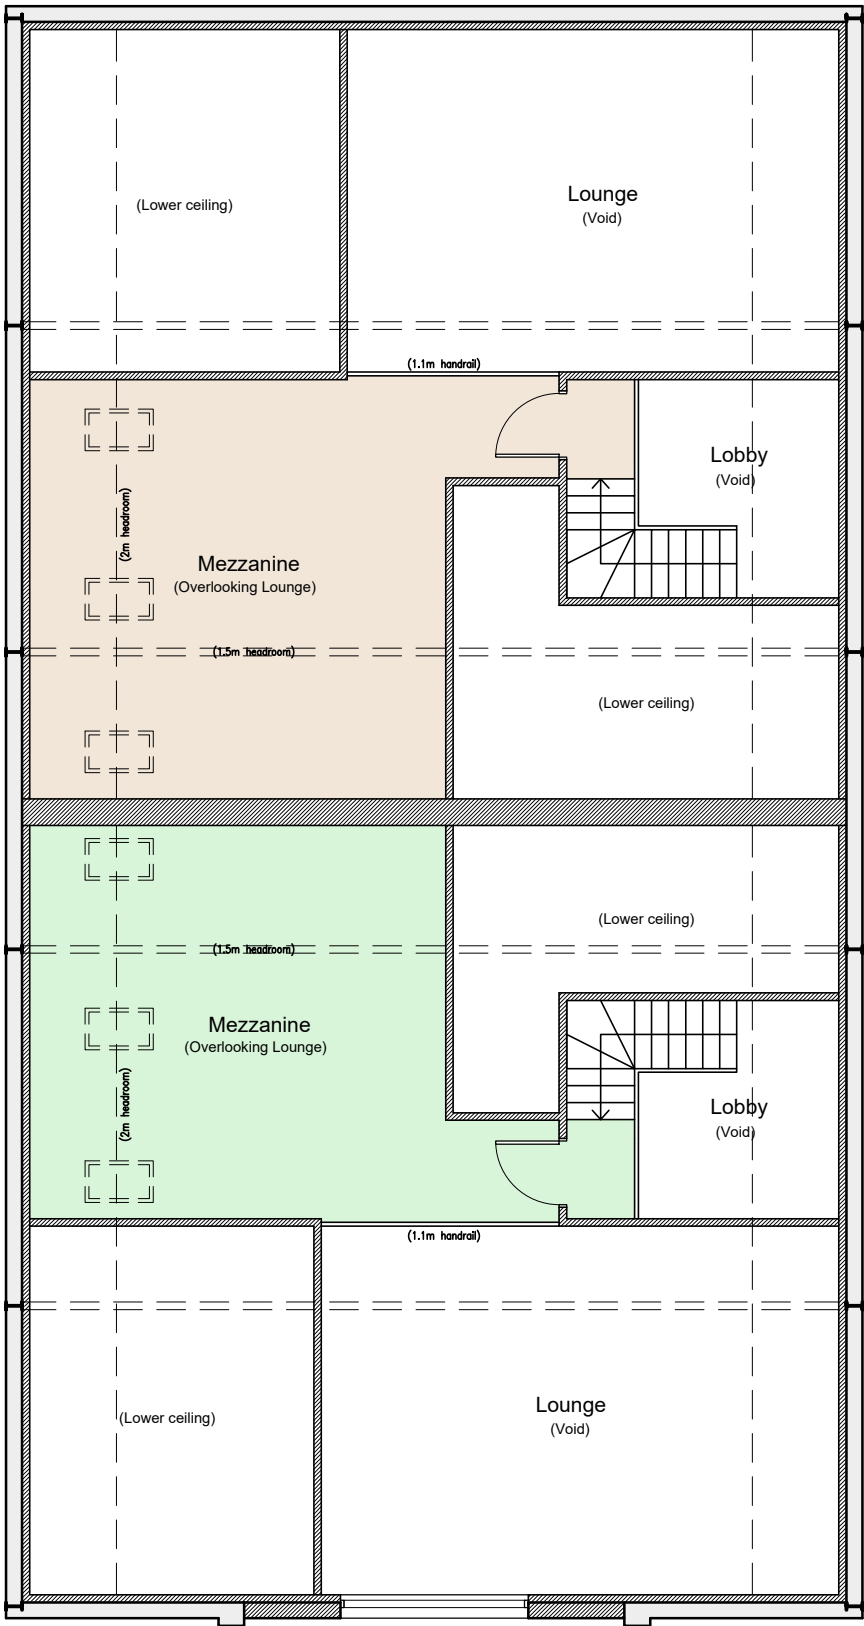 Lounge
(Void)
(Lower ceiling)
(1.1m handrail)
Lobby
(Void)
(2m headroom)
Mezzanine
(Overlooking Lounge)
(1.5m headroom)
(Lower ceiling)
(Lower ceiling)
(1.5m headroom)
Mezzanine
(Overlooking Lounge)
(2m headroom)
Lobby
(Void)
(1.1m handrail)
Lounge
(Void)
(Lower ceiling)